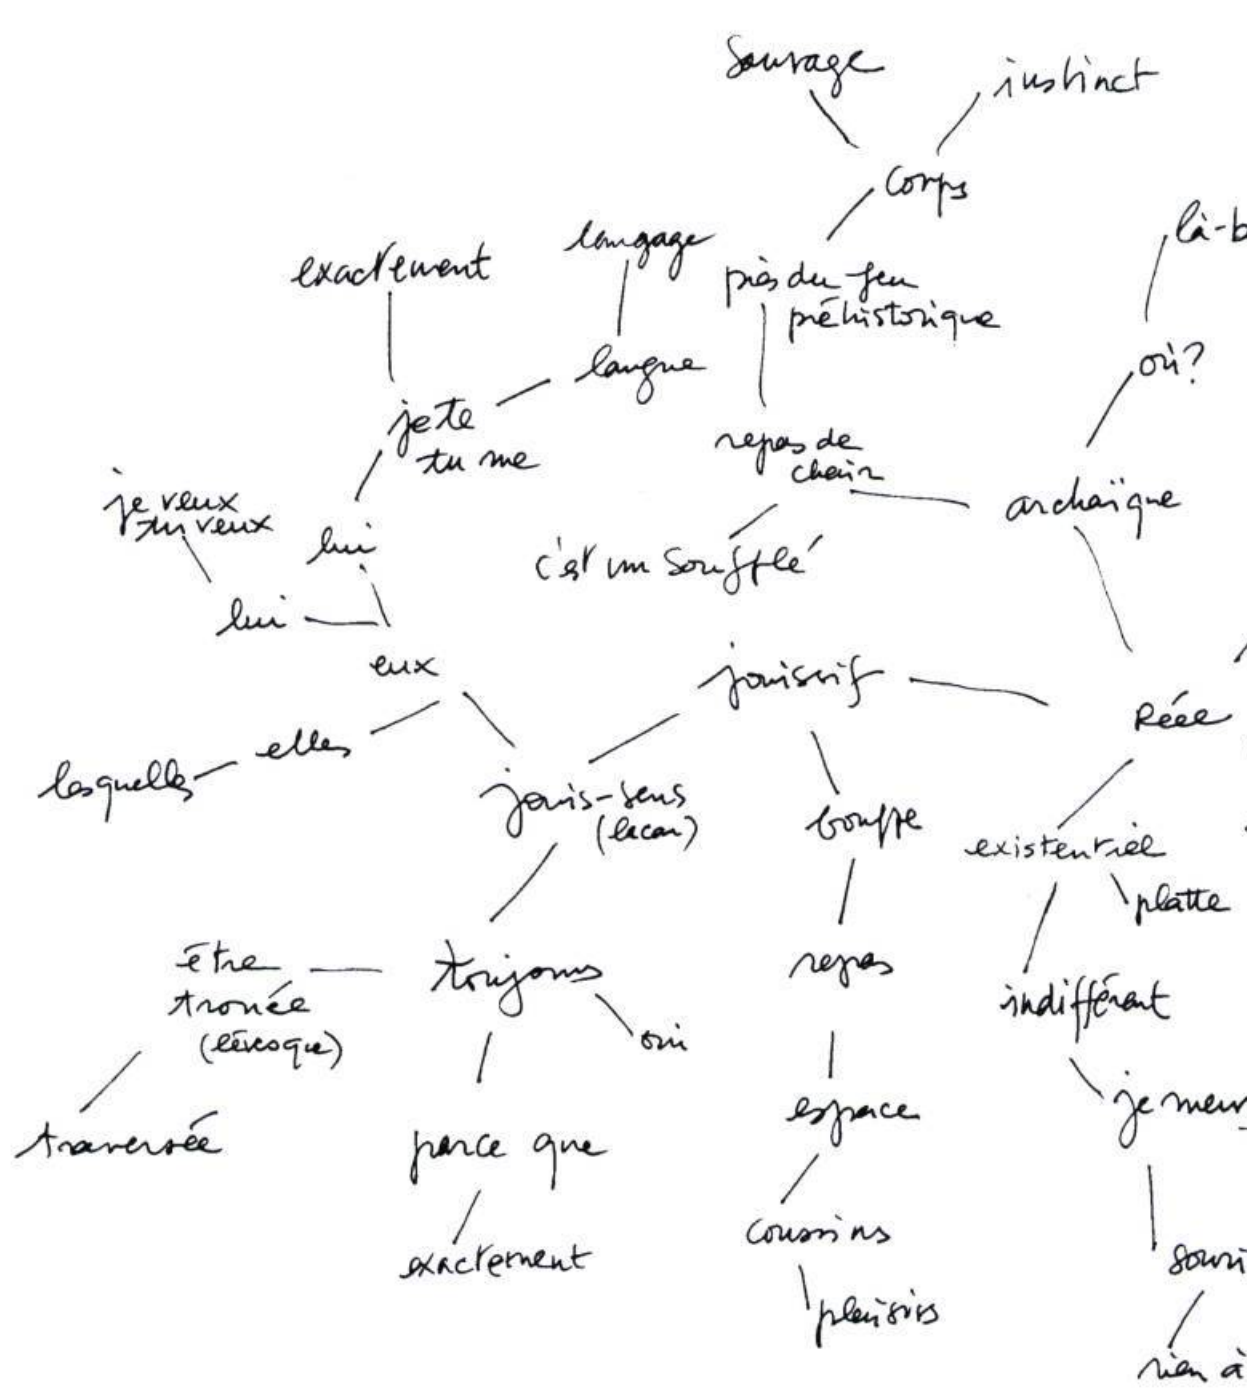 Sauvage
instinct
corps
là-b
langage
exactement
près du feu
préhistorique
où?
langue
je te
tu me
repas de
chair
je veux
tu veux
archaïque
lui
c'est un soufflé
lui
eux
jouissif
Réée
elles
lesquelles
jouis-sens
(lacan)
bouffe
existentiel
platte
être
trouée
(lévesque)
toujours
repas
indifférent
oui
espace
je meur
traversée
parce que
coussins
exactement
souri
plaisirs
rien à